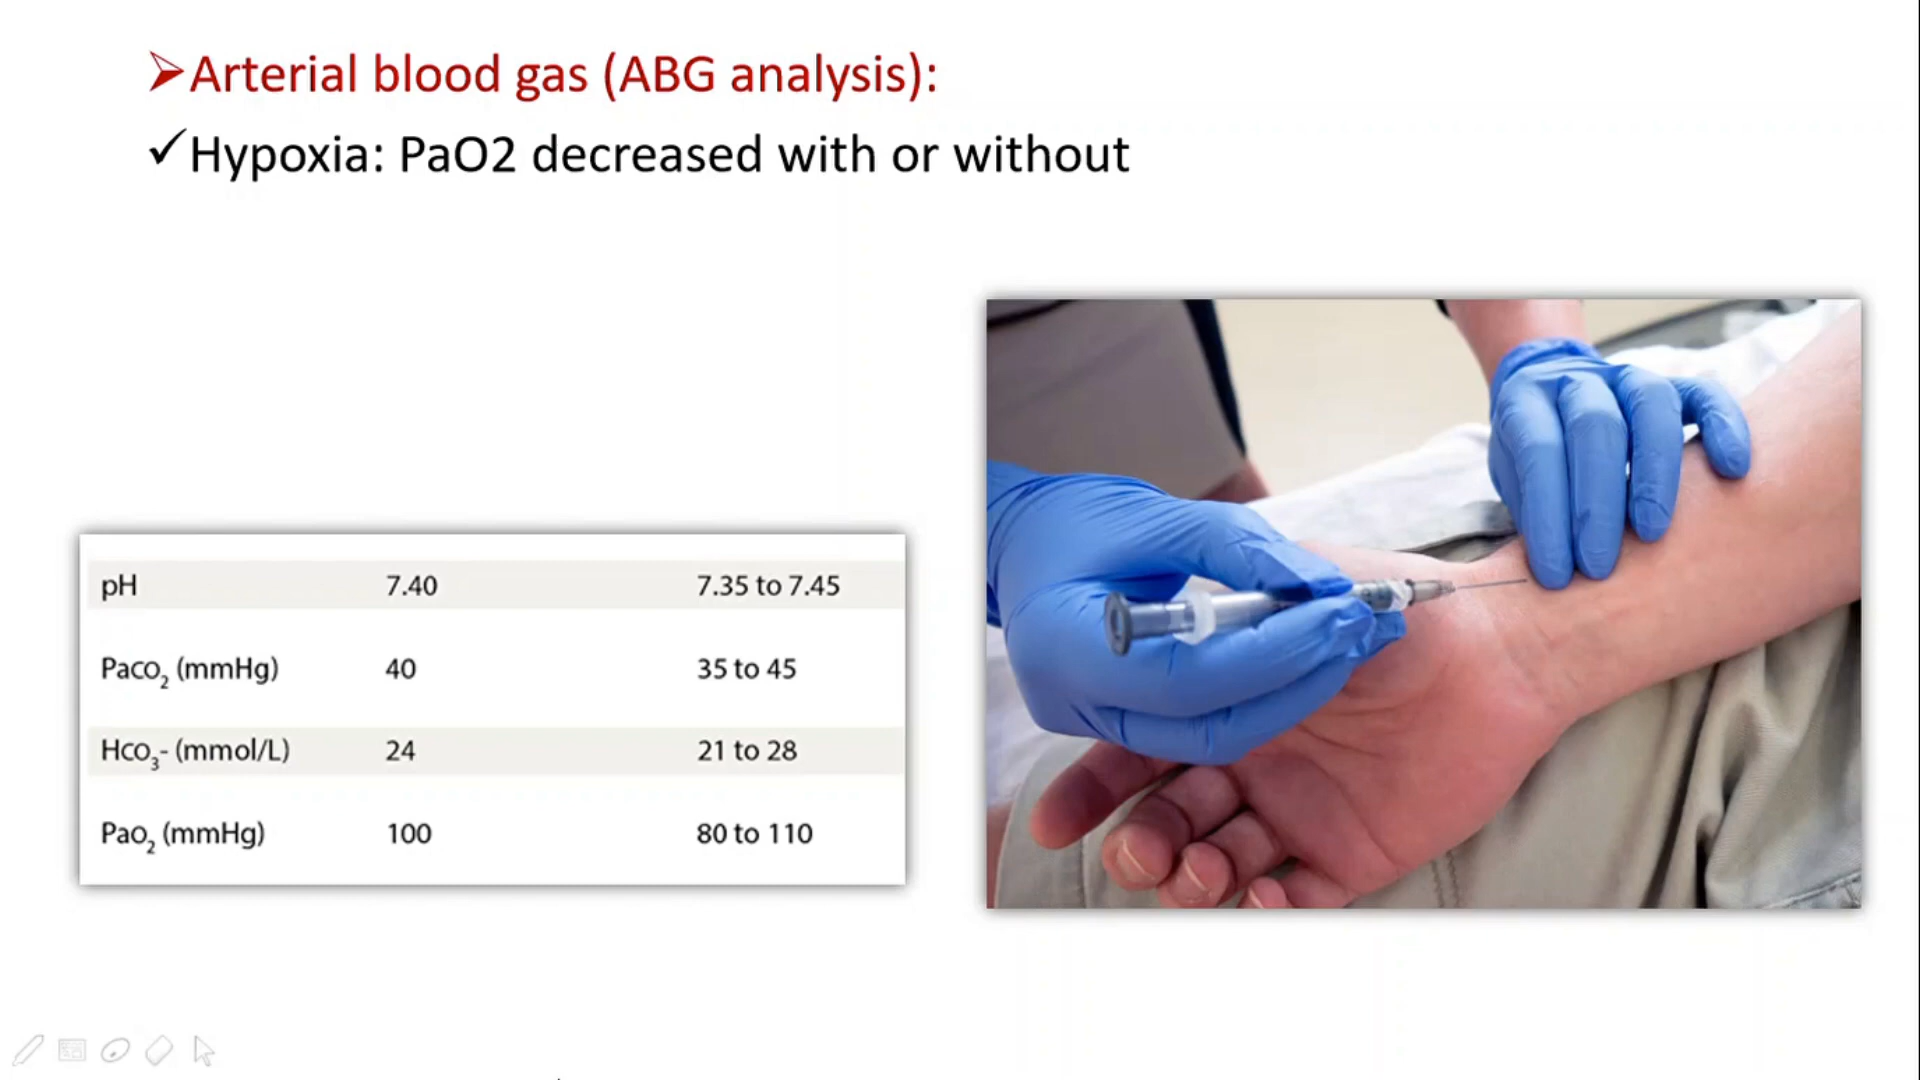 ➢Arterial blood gas (ABG analysis):
✓Hypoxia: PaO2 decreased with or without
pH 7.40 7.35 to 7.45
Paco₂ (mmHg) 40 35 to 45
Hco₃- (mmol/L) 24 21 to 28
Pao₂ (mmHg) 100 80 to 110